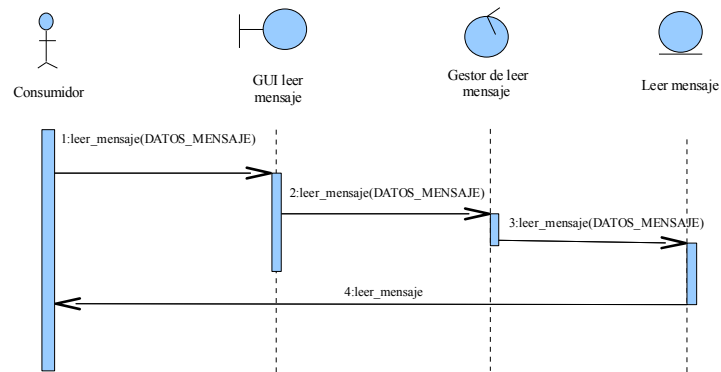 Consumidor
GUI leer
mensaje
Gestor de leer
mensaje
Leer mensaje
1:leer_mensaje(DATOS_MENSAJE)
2:leer_mensaje(DATOS_MENSAJE)
3:leer_mensaje(DATOS_MENSAJE)
4:leer_mensaje